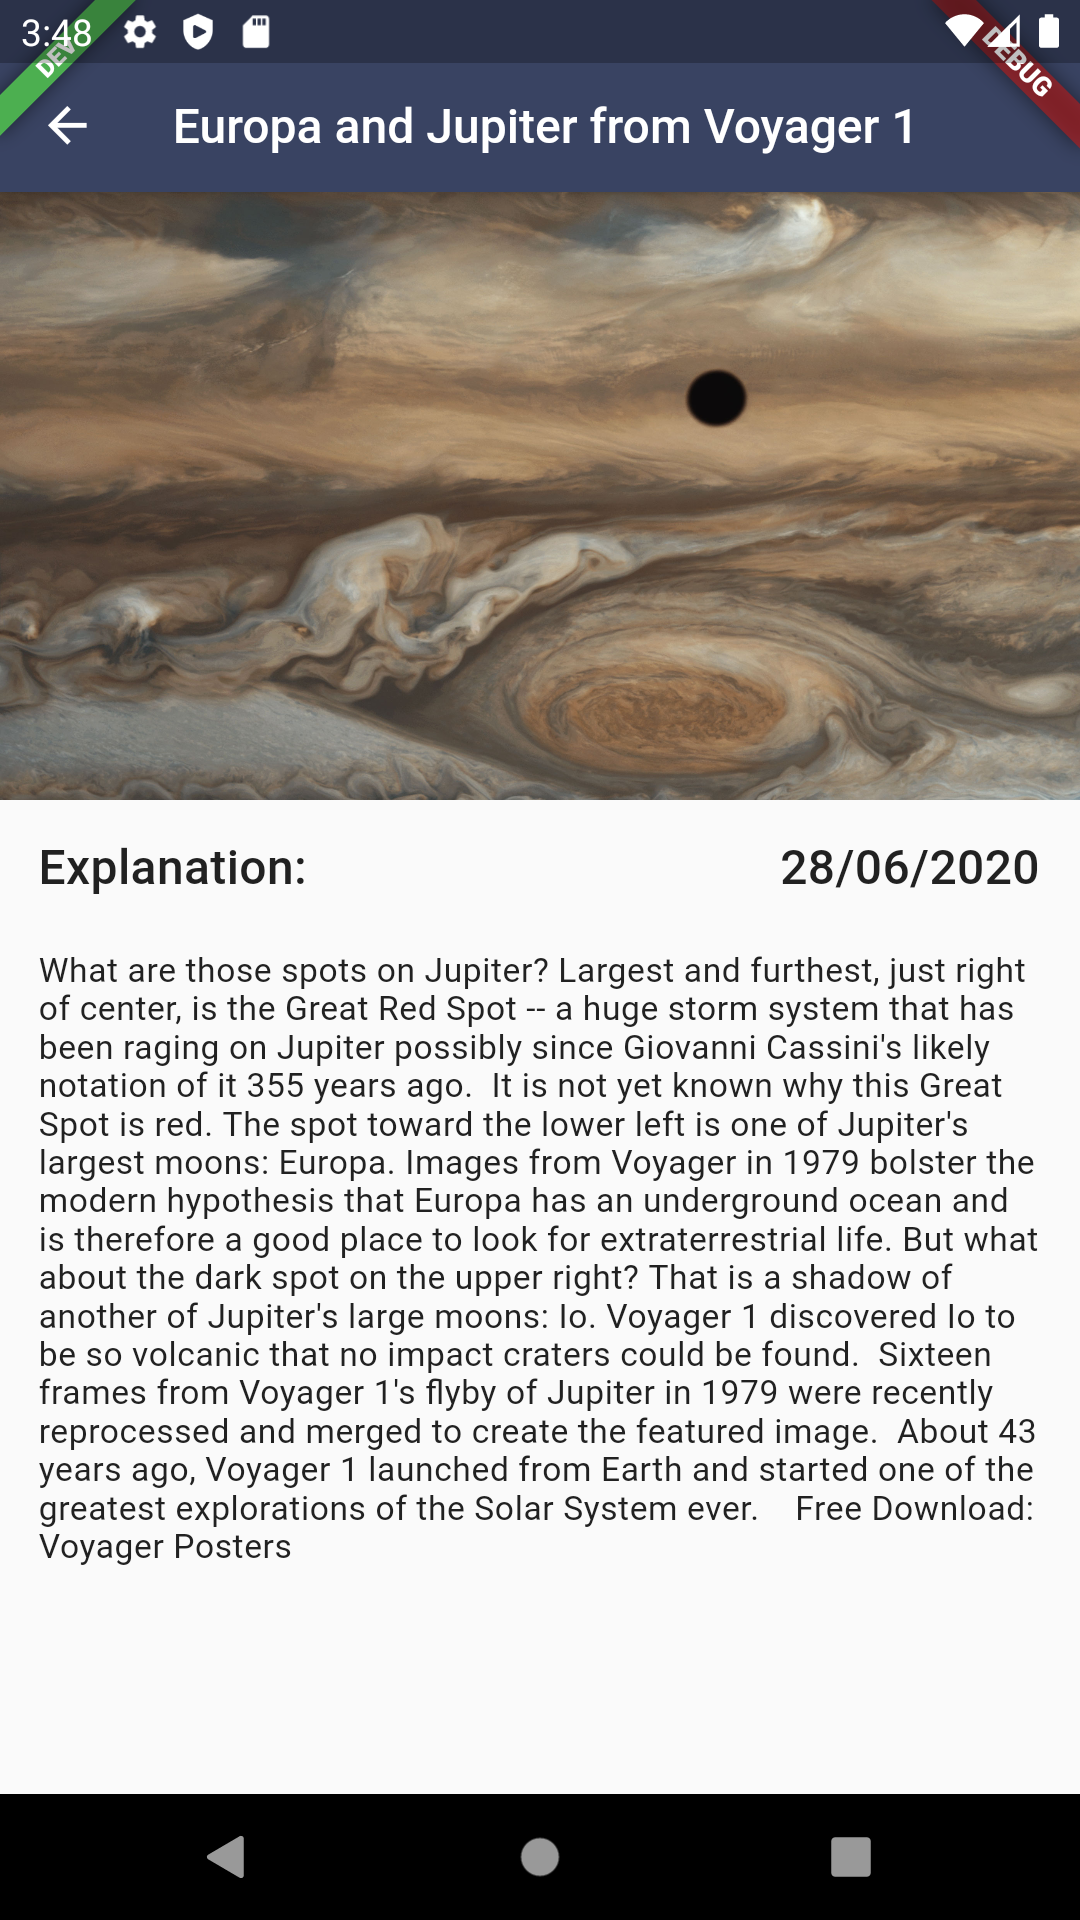 3:48
DEV
DEBUG
Europa and Jupiter from Voyager 1
Explanation:
28/06/2020
What are those spots on Jupiter? Largest and furthest, just right
of center, is the Great Red Spot -- a huge storm system that has
been raging on Jupiter possibly since Giovanni Cassini's likely
notation of it 355 years ago.  It is not yet known why this Great
Spot is red. The spot toward the lower left is one of Jupiter's
largest moons: Europa. Images from Voyager in 1979 bolster the
modern hypothesis that Europa has an underground ocean and
is therefore a good place to look for extraterrestrial life. But what
about the dark spot on the upper right? That is a shadow of
another of Jupiter's large moons: Io. Voyager 1 discovered Io to
be so volcanic that no impact craters could be found.  Sixteen
frames from Voyager 1's flyby of Jupiter in 1979 were recently
reprocessed and merged to create the featured image.  About 43
years ago, Voyager 1 launched from Earth and started one of the
greatest explorations of the Solar System ever.    Free Download:
Voyager Posters